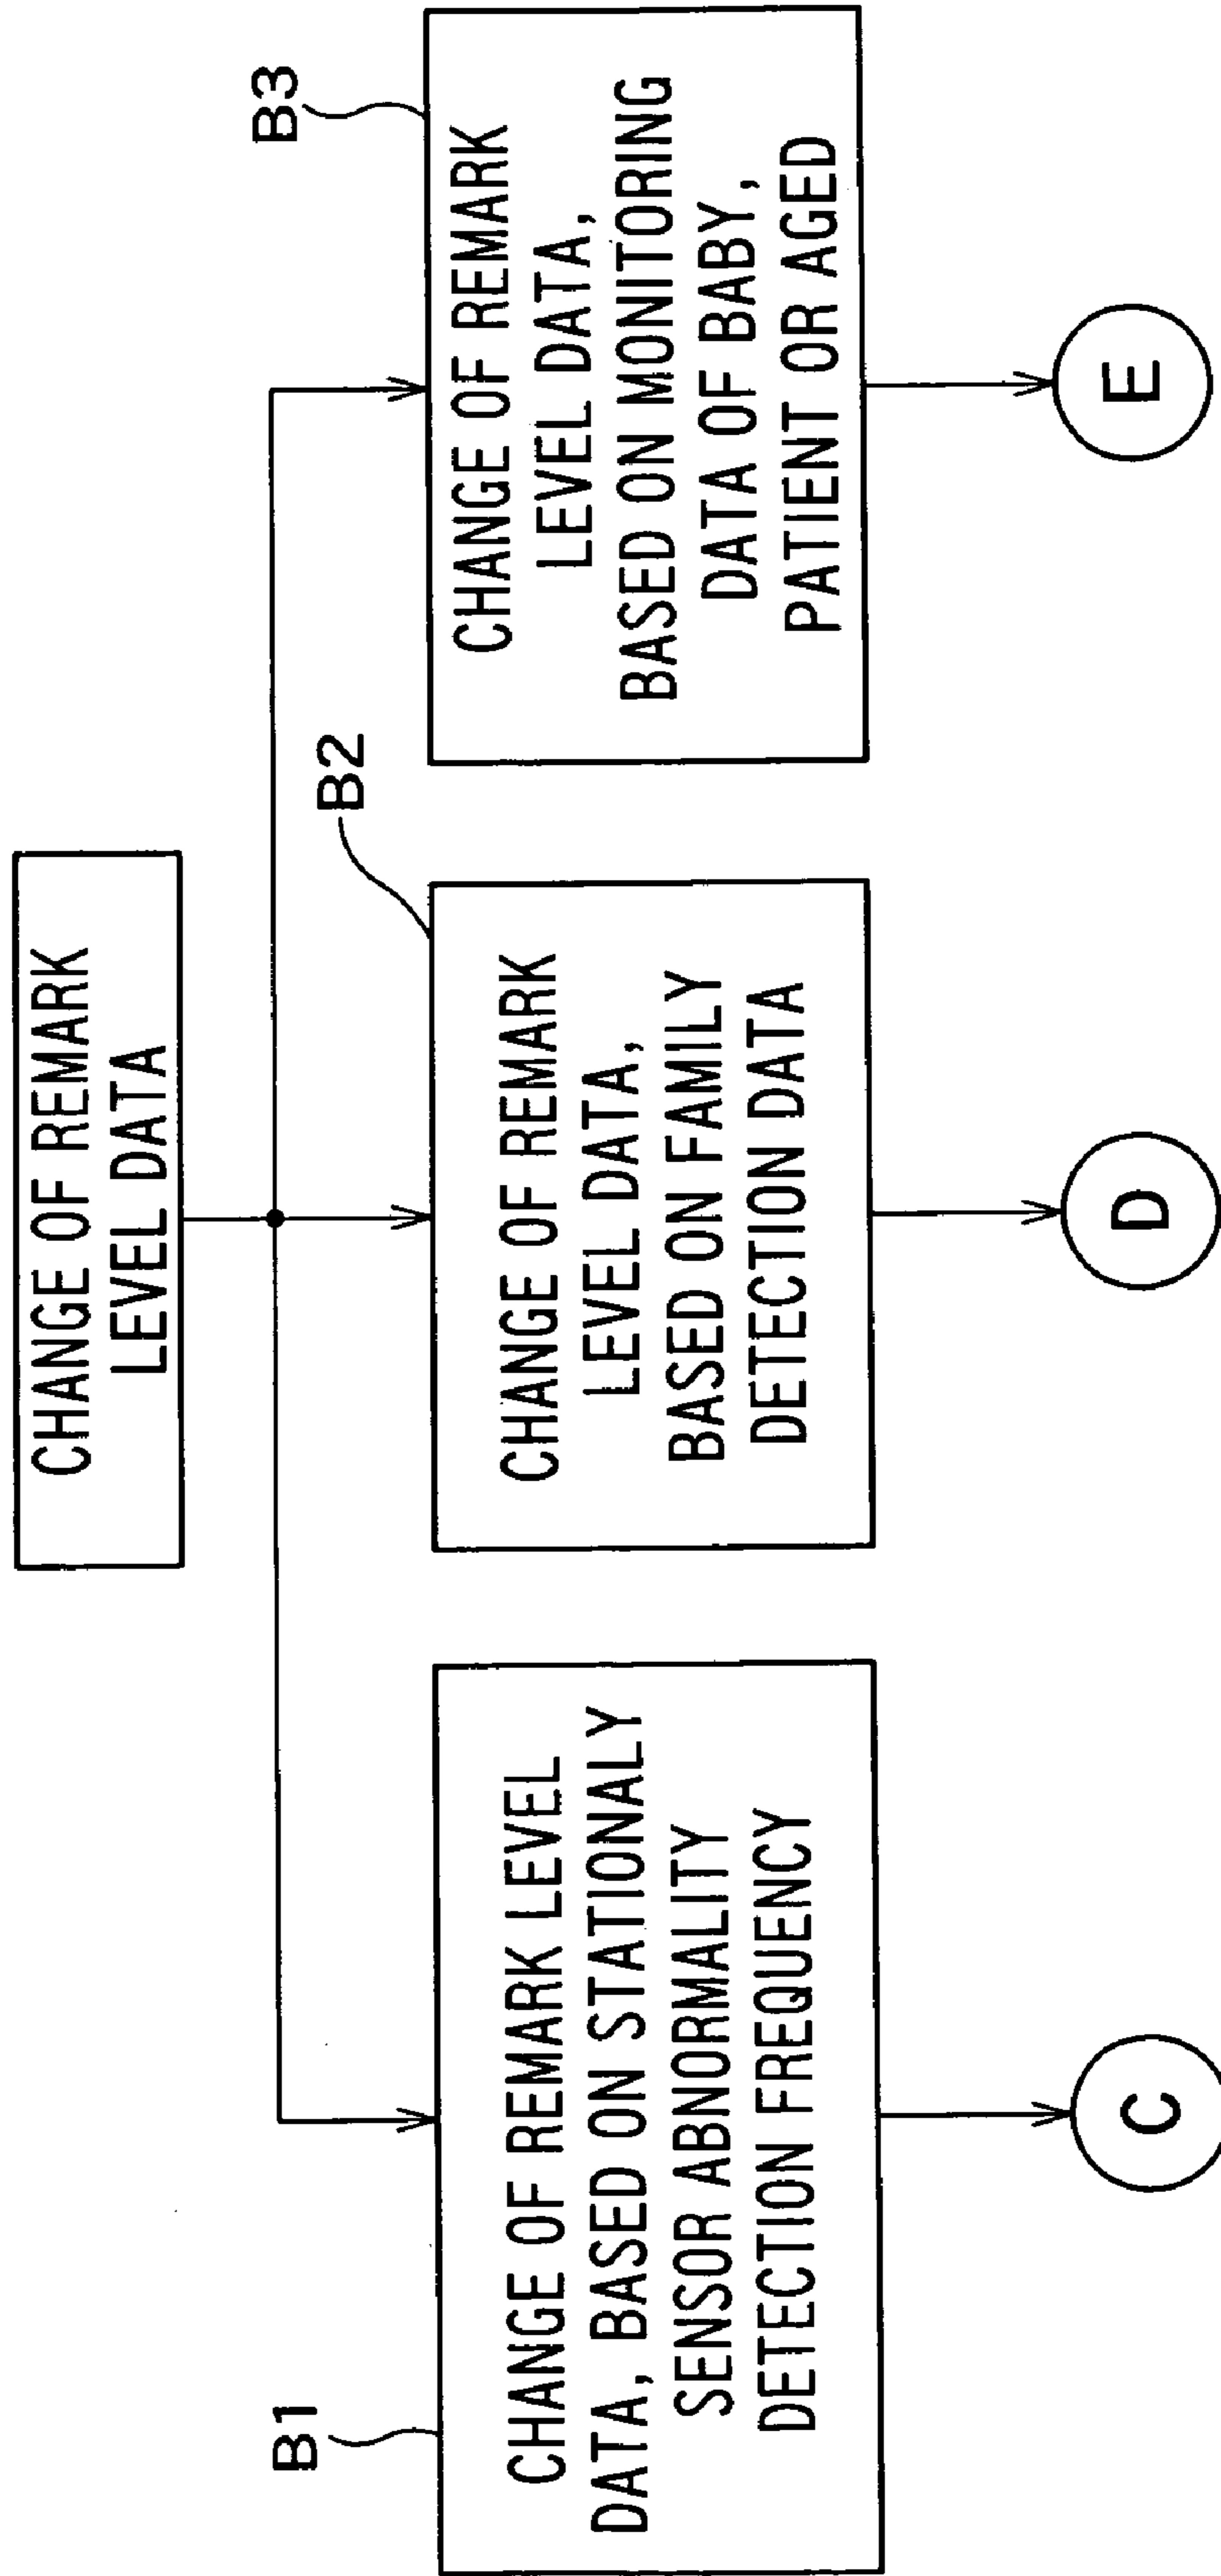 CHANGE OF REMARK
LEVEL DATA
B1
CHANGE OF REMARK LEVEL
DATA, BASED ON STATIONALY
SENSOR ABNORMALITY
DETECTION FREQUENCY
C
B2
CHANGE OF REMARK
LEVEL DATA,
BASED ON FAMILY
DETECTION DATA
D
B3
CHANGE OF REMARK
LEVEL DATA,
BASED ON MONITORING
DATA OF BABY,
PATIENT OR AGED
E